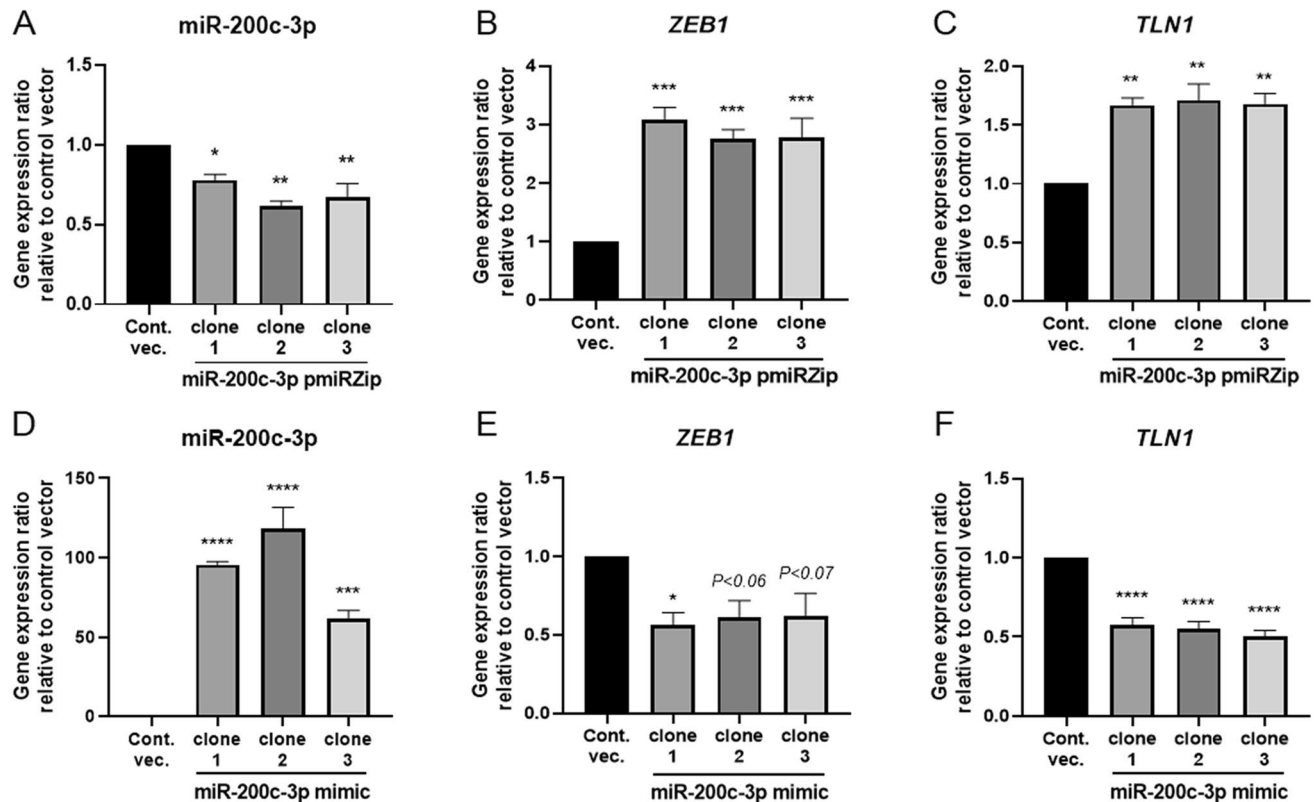 A
miR-200c-3p
Gene expression ratio
relative to control vector
1.5
1.0
0.5
0.0
*
**
**
Cont.
vec.
clone
1
clone
2
clone
3
miR-200c-3p pmiRZip
B
ZEB1
Gene expression ratio
relative to control vector
4
3
2
1
0
***
***
***
Cont.
vec.
clone
1
clone
2
clone
3
miR-200c-3p pmiRZip
C
TLN1
Gene expression ratio
relative to control vector
2.0
1.5
1.0
0.5
0.0
**
**
**
Cont.
vec.
clone
1
clone
2
clone
3
miR-200c-3p pmiRZip
D
miR-200c-3p
Gene expression ratio
relative to control vector
150
100
50
0
****
****
***
Cont.
vec.
clone
1
clone
2
clone
3
miR-200c-3p mimic
E
ZEB1
Gene expression ratio
relative to control vector
1.5
1.0
0.5
0.0
*
P<0.06
P<0.07
Cont.
vec.
clone
1
clone
2
clone
3
miR-200c-3p mimic
F
TLN1
Gene expression ratio
relative to control vector
1.5
1.0
0.5
0.0
****
****
****
Cont.
vec.
clone
1
clone
2
clone
3
miR-200c-3p mimic